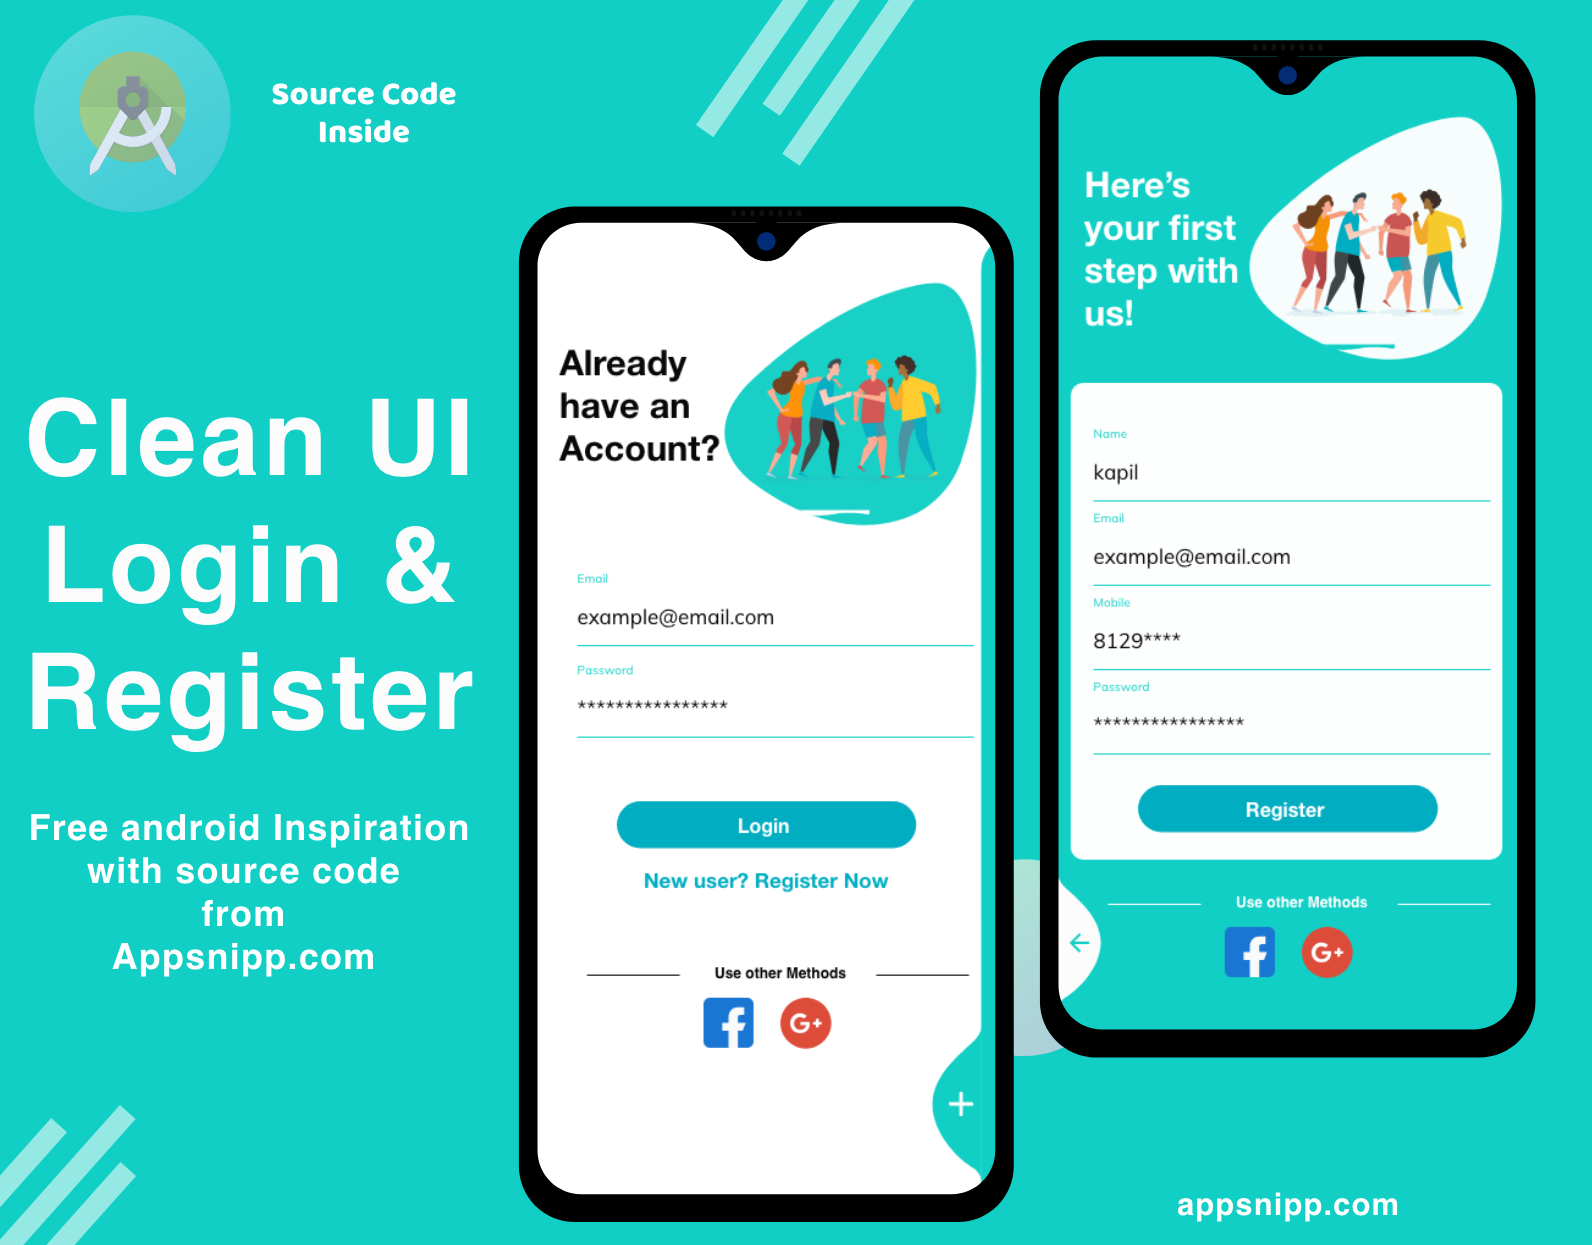 Source Code
Inside
Clean UI
Login &
Register
Free android Inspiration
with source code
from
Appsnipp.com
Already
have an
Account?
Email
example@email.com
Password
****************
Login
New user? Register Now
Use other Methods
f
G+
+
Here's
your first
step with
us!
Name
kapil
Email
example@email.com
Mobile
8129****
Password
****************
Register
Use other Methods
f
G+
appsnipp.com